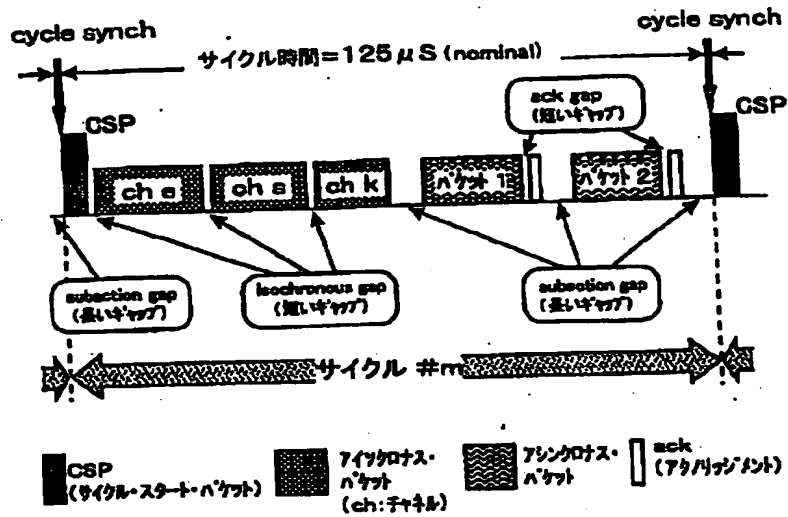 cycle synch
cycle synch
サイクル時間=125μS (nominal)
ack gap
(短いギャップ)
CSP
CSP
ch e
ch s
ch k
パケット 1
パケット 2
subaction gap
(長いギャップ)
isochronous gap
(短いギャップ)
subaction gap
(長いギャップ)
サイクル #m
CSP
(サイクル・スタート・パケット)
アイソクロナス・
パケット
(ch:チャネル)
アシンクロナス・
パケット
ack
(アクノリッジメント)